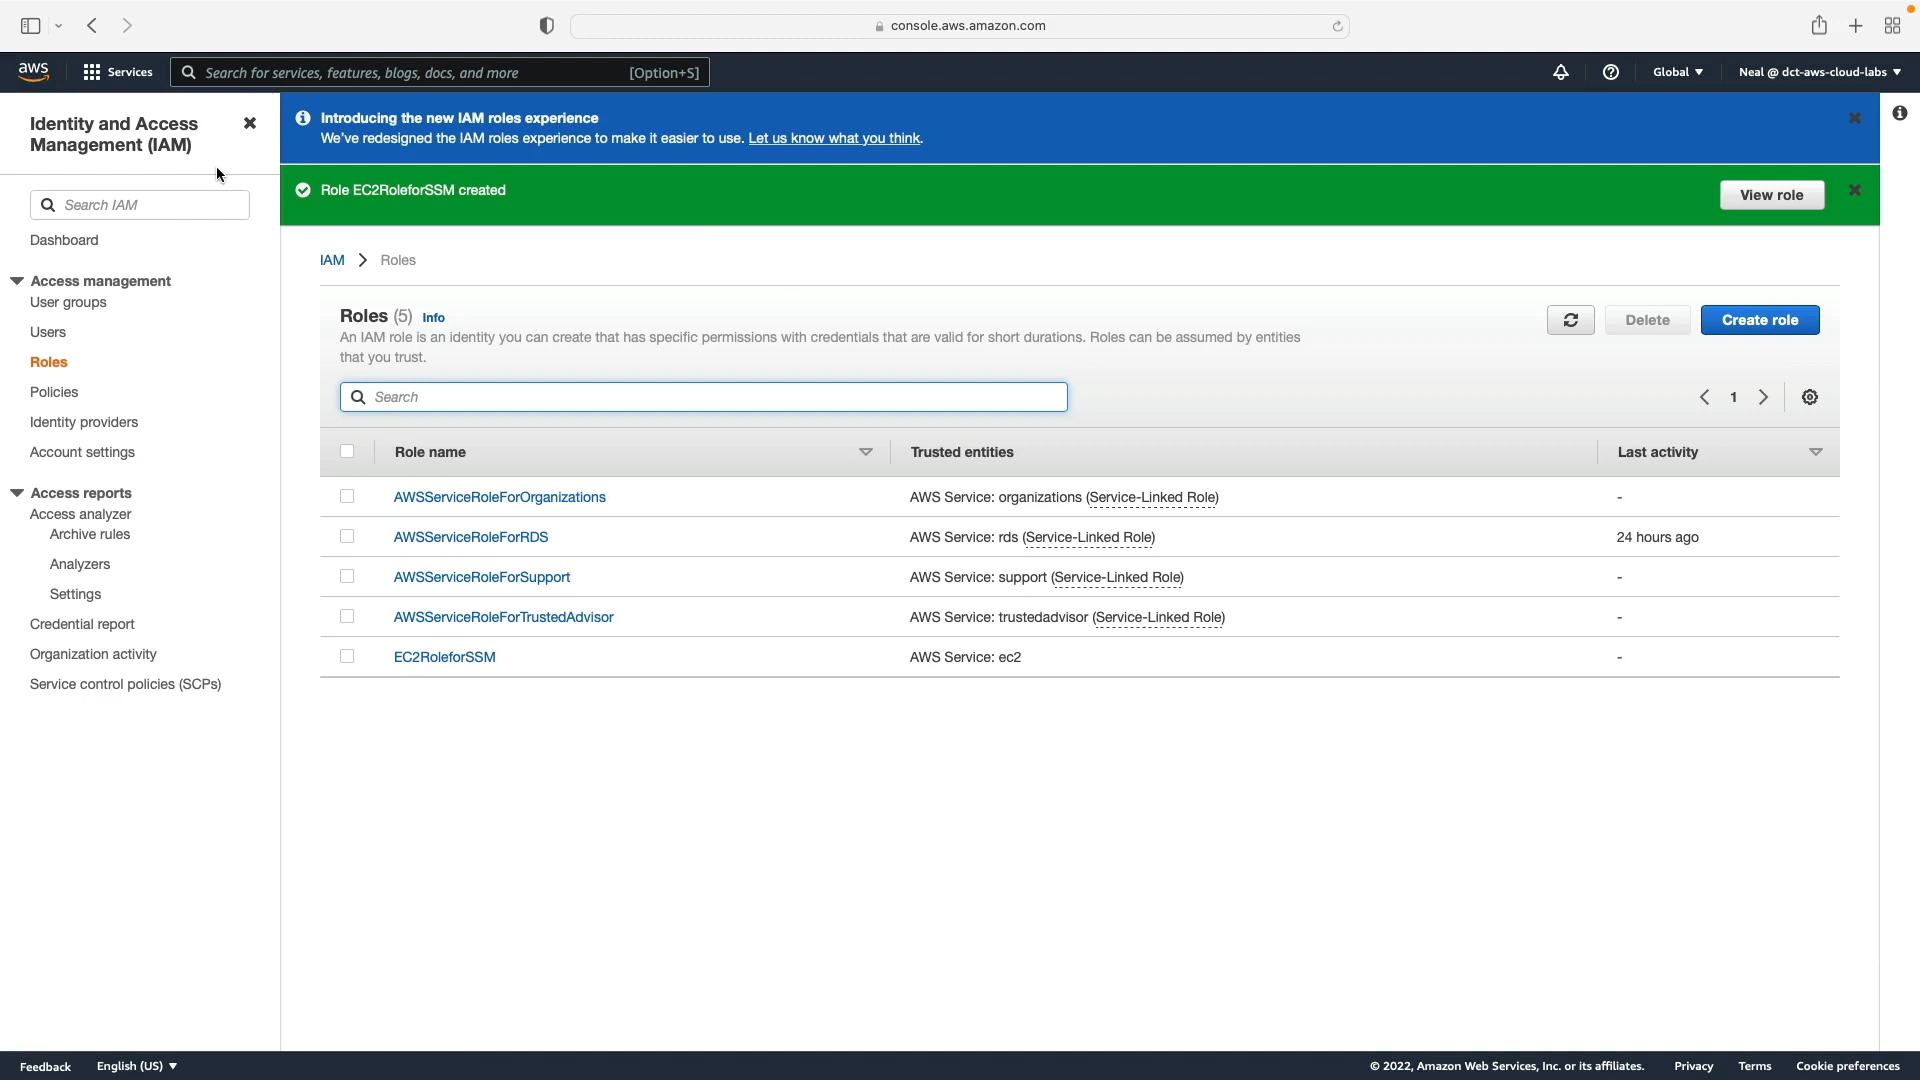 console.aws.amazon.com
aws
Services
Search for services, features, blogs, docs, and more [Option+S]
Global
Neal @ dct-aws-cloud-labs
Identity and Access
Management (IAM)
Search IAM
Dashboard
Access management
User groups
Users
Roles
Policies
Identity providers
Account settings
Access reports
Access analyzer
Archive rules
Analyzers
Settings
Credential report
Organization activity
Service control policies (SCPs)
Introducing the new IAM roles experience
We've redesigned the IAM roles experience to make it easier to use. Let us know what you think.
Role EC2RoleforSSM created
View role
IAM > Roles
Roles (5) Info
An IAM role is an identity you can create that has specific permissions with credentials that are valid for short durations. Roles can be assumed by entities
that you trust.
Delete
Create role
Search
1
Role name Trusted entities Last activity
AWSServiceRoleForOrganizations AWS Service: organizations (Service-Linked Role) -
AWSServiceRoleForRDS AWS Service: rds (Service-Linked Role) 24 hours ago
AWSServiceRoleForSupport AWS Service: support (Service-Linked Role) -
AWSServiceRoleForTrustedAdvisor AWS Service: trustedadvisor (Service-Linked Role) -
EC2RoleforSSM AWS Service: ec2 -
Feedback English (US) © 2022, Amazon Web Services, Inc. or its affiliates. Privacy Terms Cookie preferences